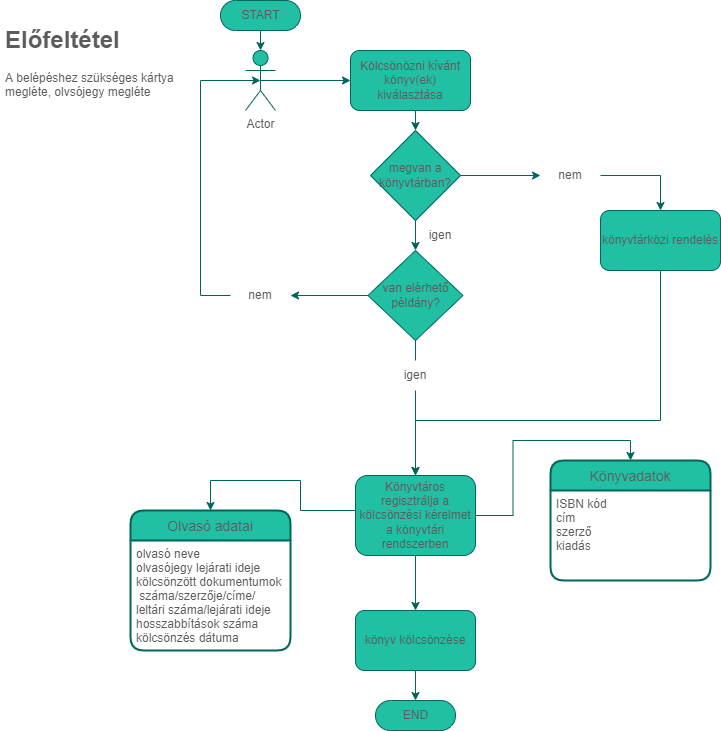 START
Előfeltétel
A belépéshez szükséges kártya
megléte, olvsójegy megléte
Actor
Kölcsönözni kívánt
könyv(ek)
kiválasztása
megvan a
könyvtárban?
nem
igen
könytárközi rendelés
van elérhető
példány?
nem
igen
Könyvtáros
regisztrálja a
kölcsönzési kérelmet
a könyvtári
rendszerben
Könyvadatok
ISBN kód
cím
szerző
kiadás
Olvasó adatai
olvasó neve
olvasójegy lejárati ideje
kölcsönzött dokumentumok
száma/szerzője/címe/
leltári száma/lejárati ideje
hosszabbítások száma
kölcsönzés dátuma
könyv kölcsönzése
END